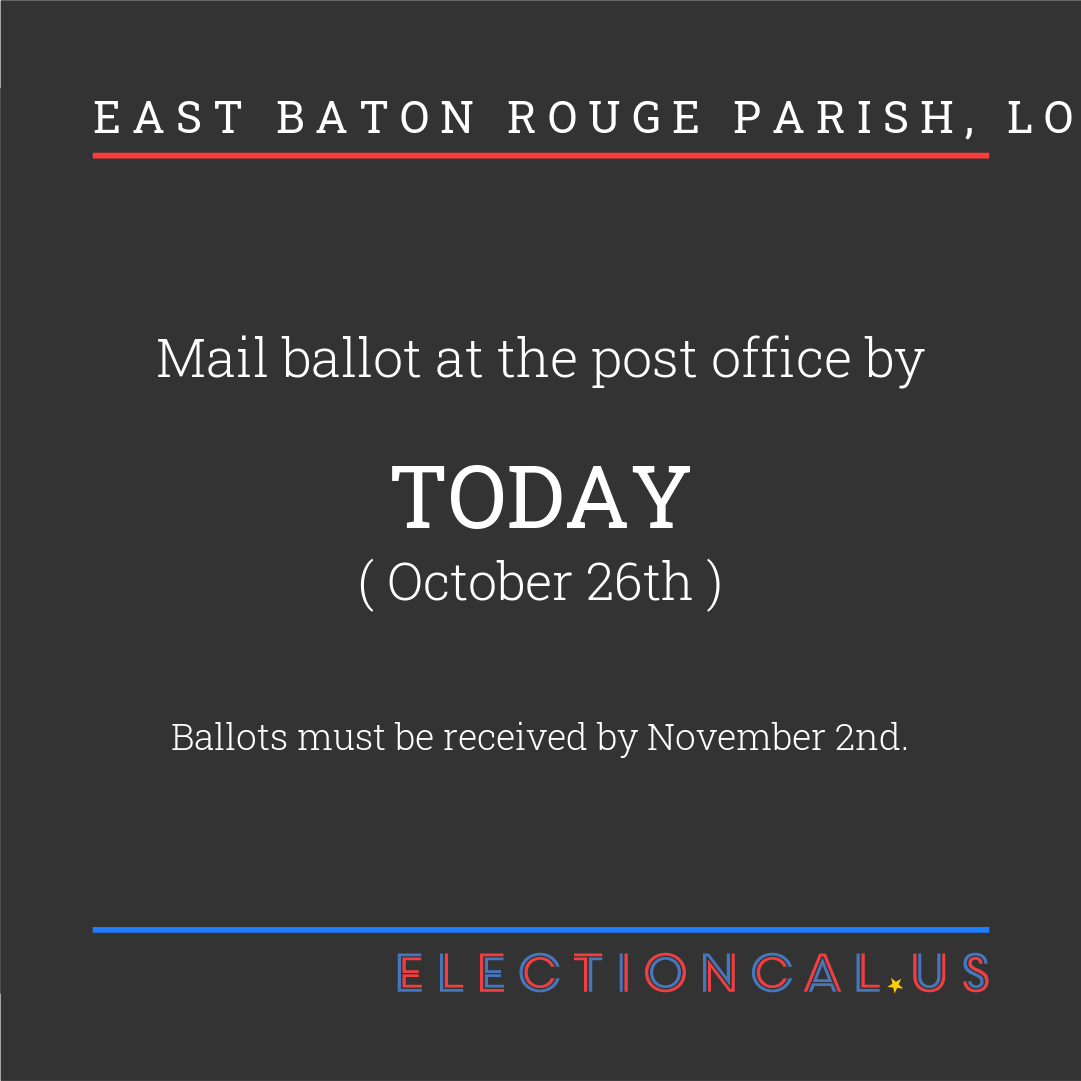 EAST BATON ROUGE PARISH, LO
Mail ballot at the post office by
TODAY
( October 26th )
Ballots must be received by November 2nd.
ELECTIONCAL.US